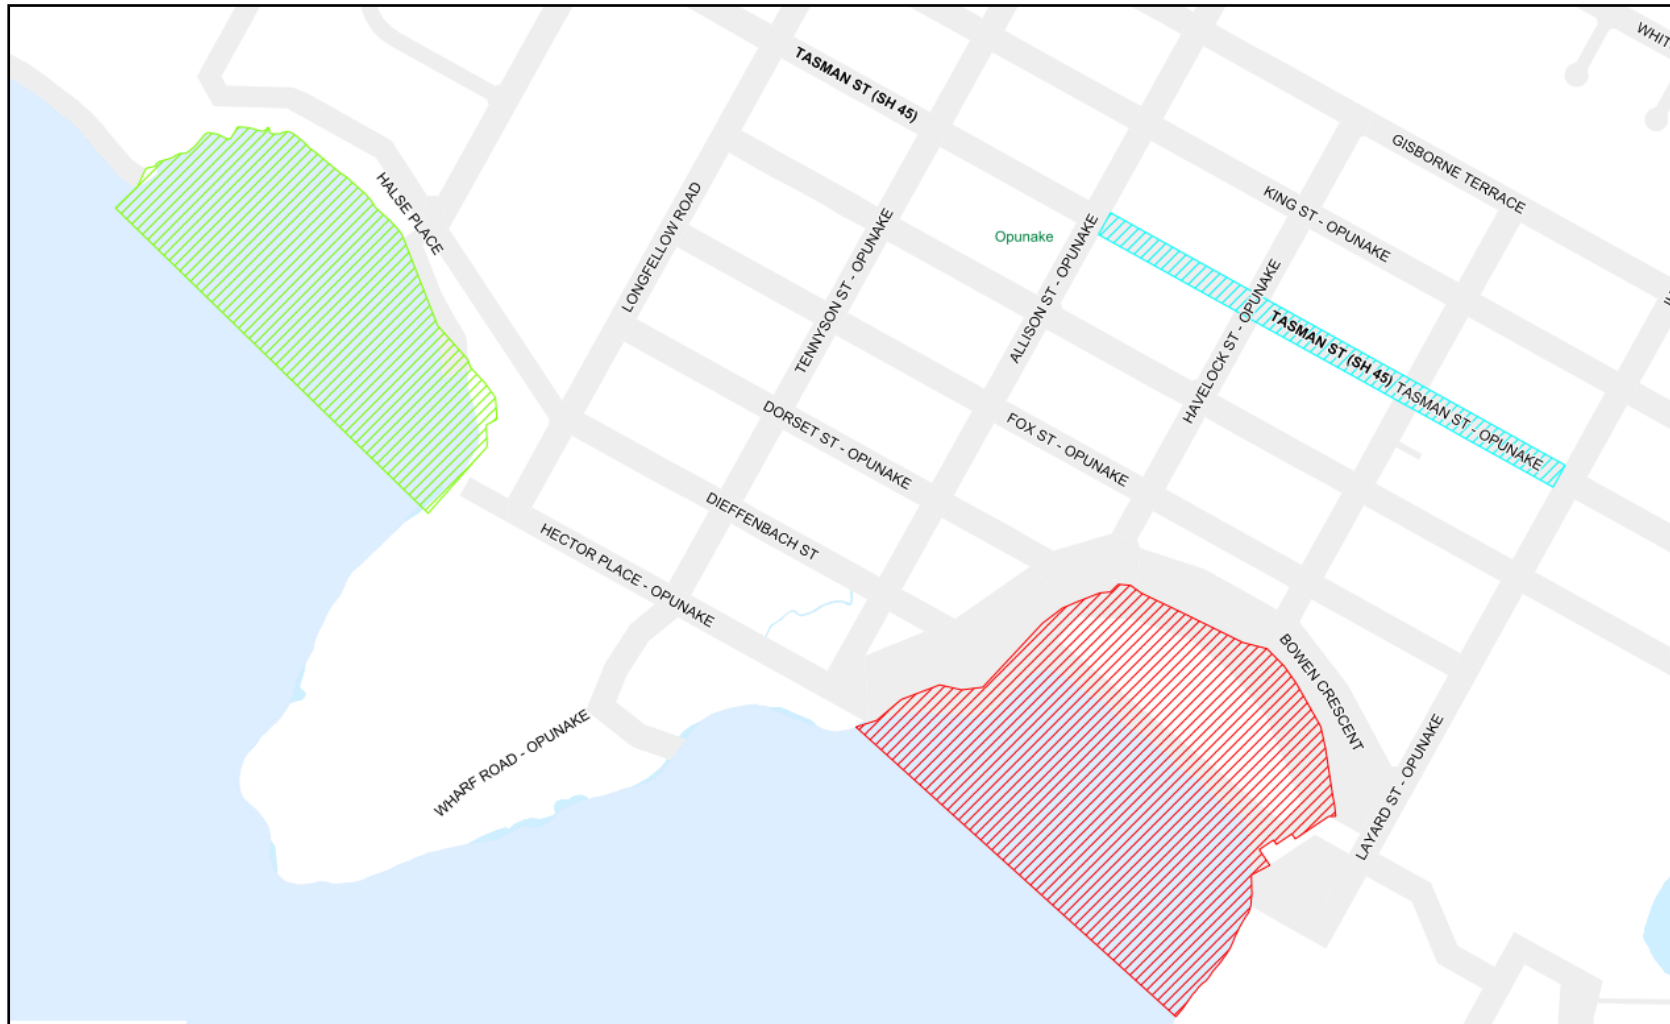 TASMAN ST (SH 45)
GISBORNE TERRACE
HALSE PLACE
LONGFELLOW ROAD
KING ST - OPUNAKE
TENNYSON ST - OPUNAKE
Opunake
ALLISON ST - OPUNAKE
HAVELOCK ST - OPUNAKE
TASMAN ST (SH 45)
TASMAN ST - OPUNAKE
DORSET ST - OPUNAKE
FOX ST - OPUNAKE
DIEFFENBACH ST
HECTOR PLACE - OPUNAKE
BOWEN CRESCENT
WHARF ROAD - OPUNAKE
LAYARD ST - OPUNAKE